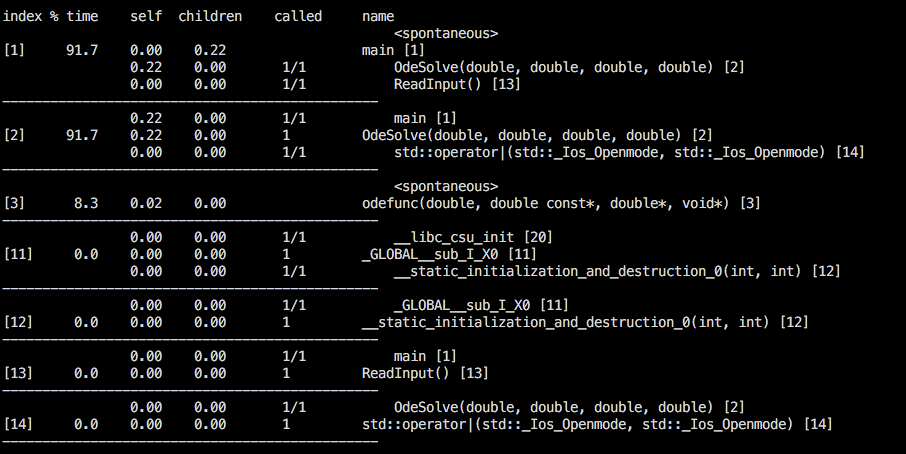 index % time    self  children    called     name
                                                 <spontaneous>
[1]     91.7    0.00    0.22                 main [1]
                0.22    0.00       1/1           OdeSolve(double, double, double, double) [2]
                0.00    0.00       1/1           ReadInput() [13]
-----------------------------------------------
                0.22    0.00       1/1           main [1]
[2]     91.7    0.22    0.00       1         OdeSolve(double, double, double, double) [2]
                0.00    0.00       1/1           std::operator|(std::_Ios_Openmode, std::_Ios_Openmode) [14]
-----------------------------------------------
                                                 <spontaneous>
[3]      8.3    0.02    0.00                 odefunc(double, double const*, double*, void*) [3]
-----------------------------------------------
                0.00    0.00       1/1           __libc_csu_init [20]
[11]     0.0    0.00    0.00       1         _GLOBAL__sub_I_X0 [11]
                0.00    0.00       1/1           __static_initialization_and_destruction_0(int, int) [12]
-----------------------------------------------
                0.00    0.00       1/1           _GLOBAL__sub_I_X0 [11]
[12]     0.0    0.00    0.00       1         __static_initialization_and_destruction_0(int, int) [12]
-----------------------------------------------
                0.00    0.00       1/1           main [1]
[13]     0.0    0.00    0.00       1         ReadInput() [13]
-----------------------------------------------
                0.00    0.00       1/1           OdeSolve(double, double, double, double) [2]
[14]     0.0    0.00    0.00       1         std::operator|(std::_Ios_Openmode, std::_Ios_Openmode) [14]
-----------------------------------------------